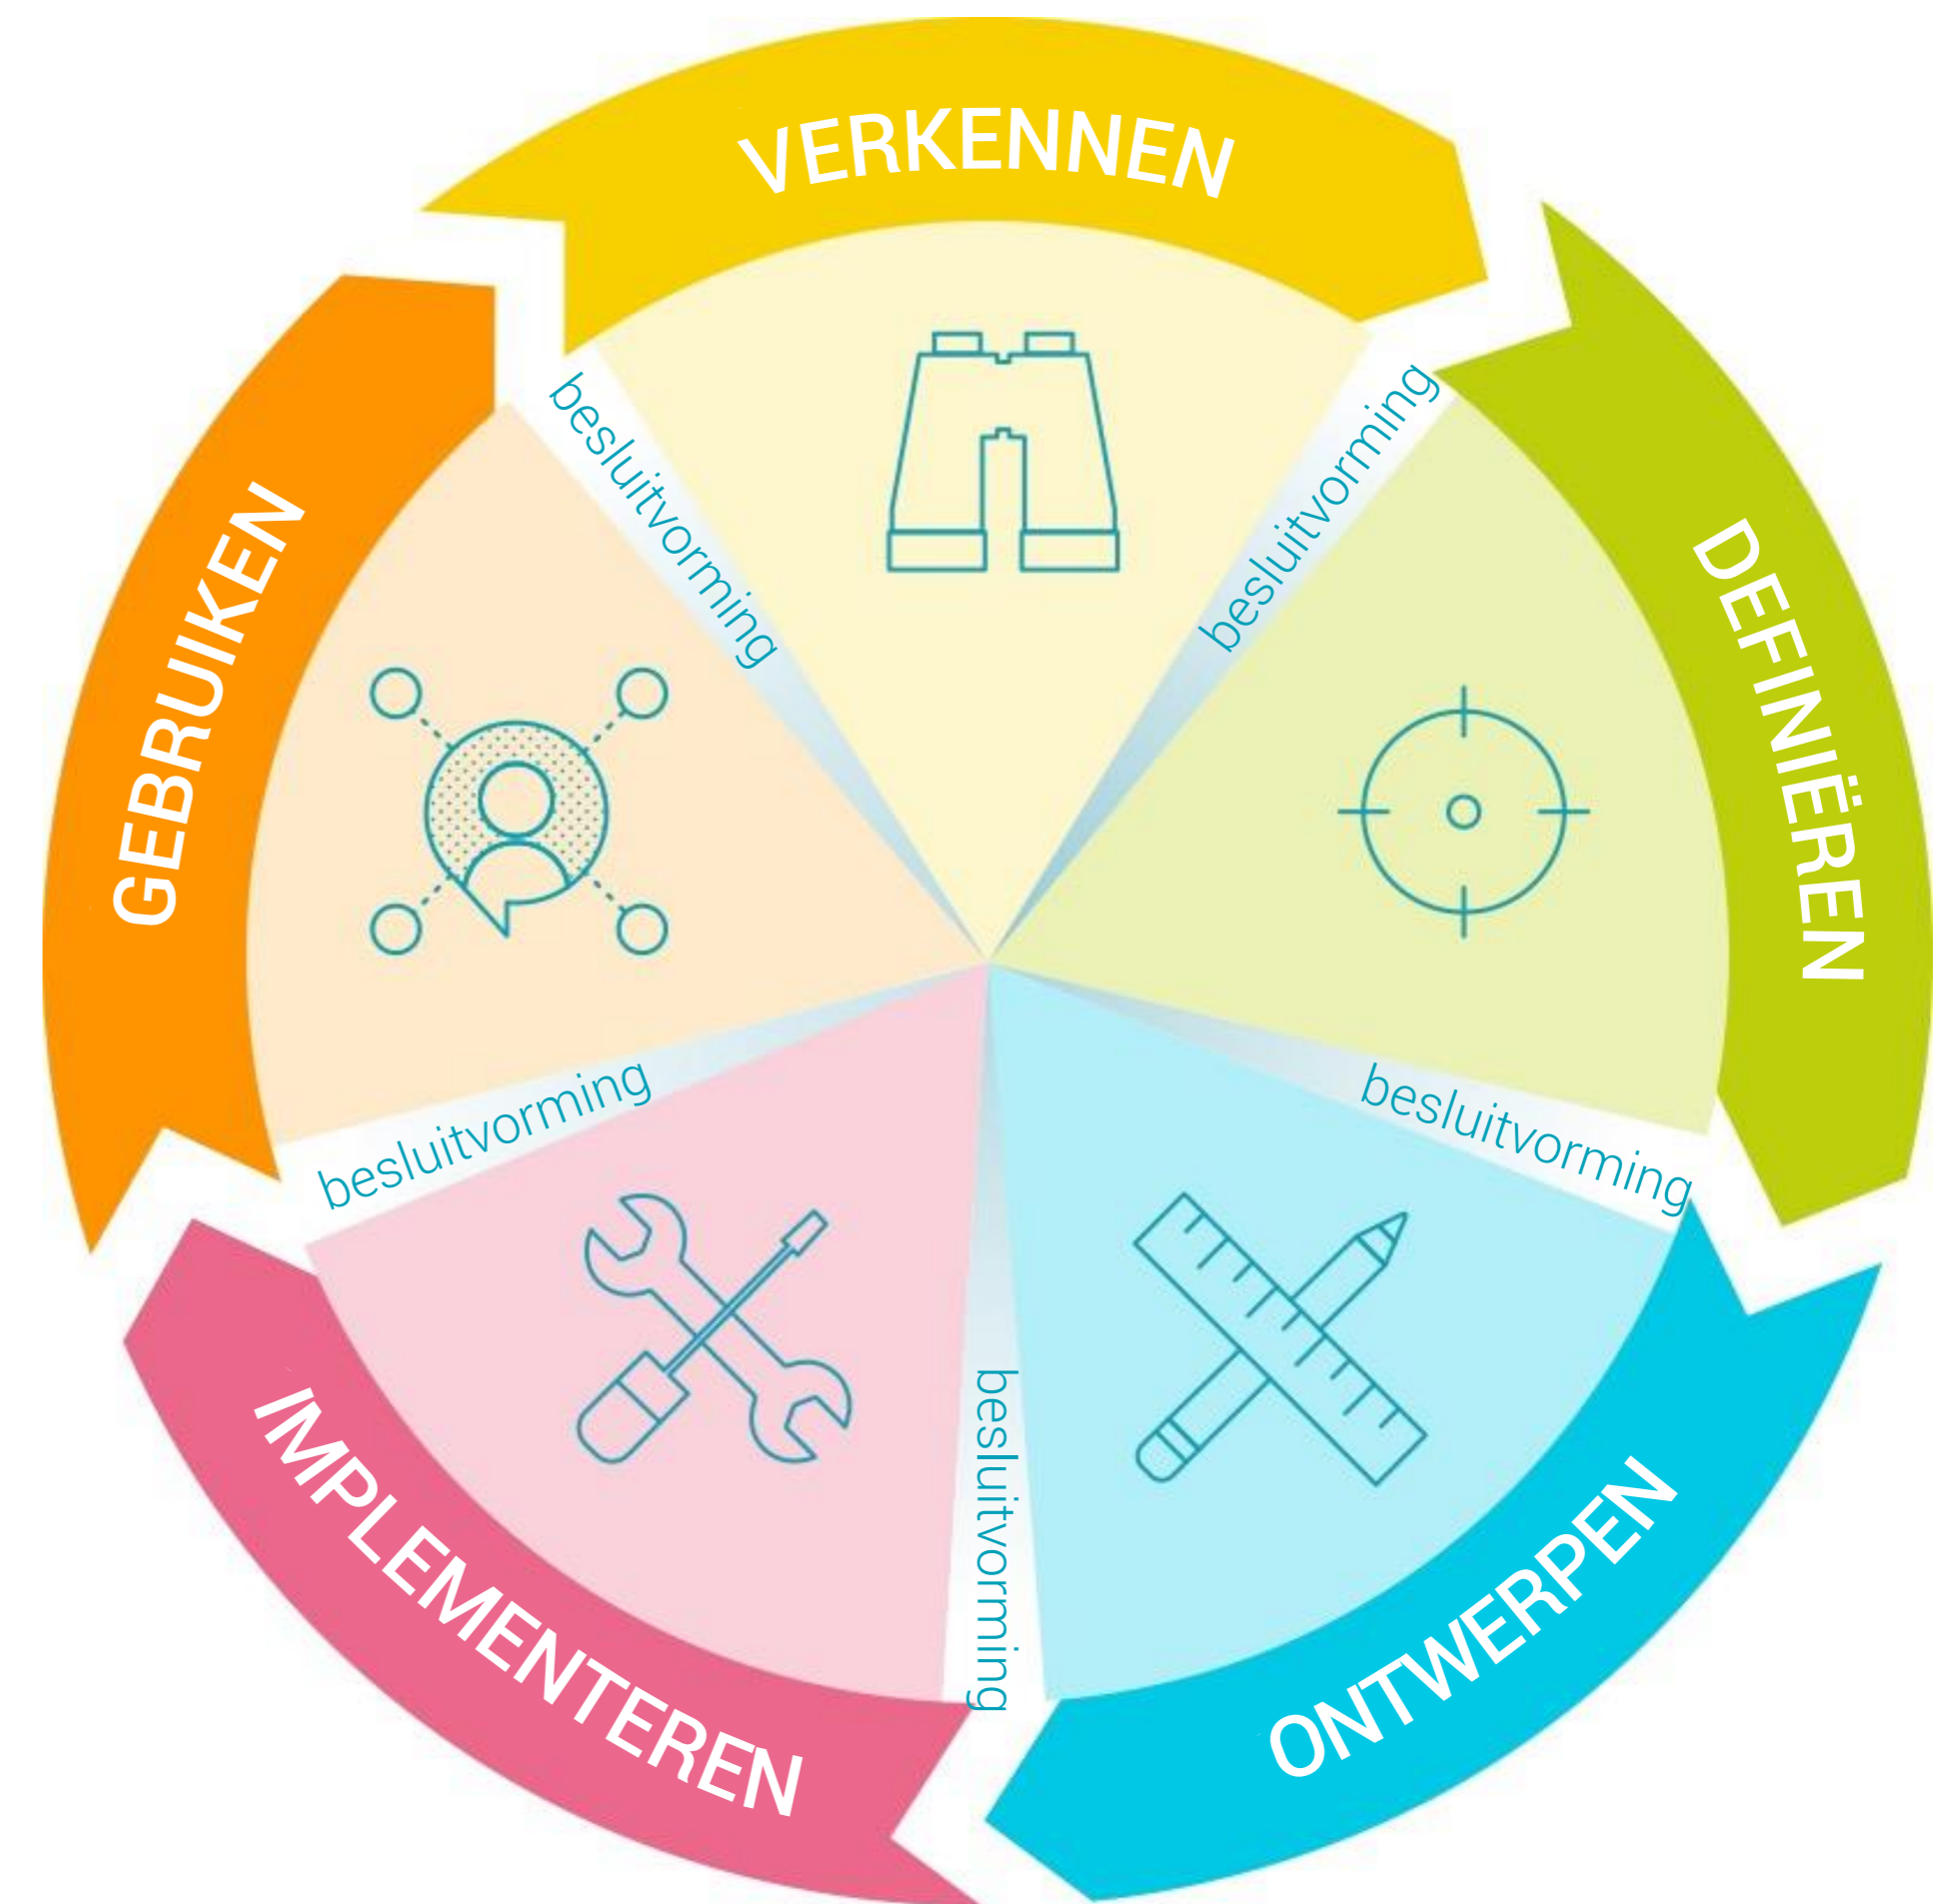 VERKENNEN
besluitvorming
DEFINIËREN
besluitvorming
ONTWERPEN
besluitvorming
IMPLEMENTEREN
besluitvorming
GEBRUIKEN
besluitvorming